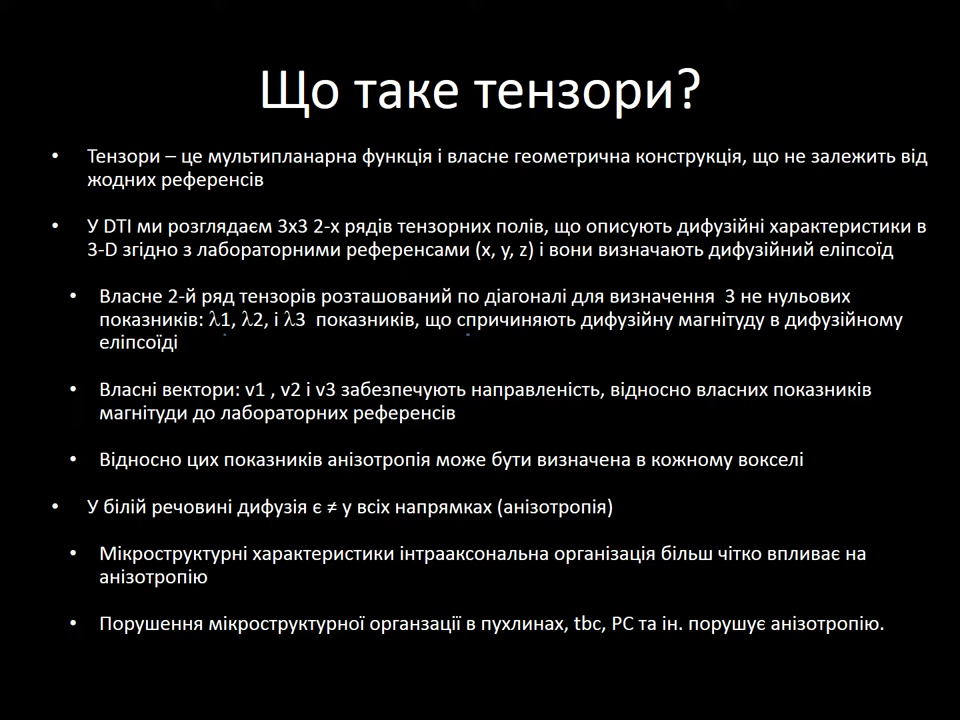 Що таке тензори?
• Тензори – це мультипланарна функція і власне геометрична конструкція, що не залежить від
жодних референсів
• У DTI ми розглядаєм 3x3 2-х рядів тензорних полів, що описують дифузійні характеристики в
3-D згідно з лабораторними референсами (x, y, z) і вони визначають дифузійний еліпсоїд
• Власне 2-й ряд тензорів розташований по діагоналі для визначення 3 не нульових
показників: λ1, λ2, і λ3 показників, що спричиняють дифузійну магнітуду в дифузійному
еліпсоїді
• Власні вектори: v1 , v2 і v3 забезпечують направленість, відносно власних показників
магнітуди до лабораторних референсів
• Відносно цих показників анізотропія може бути визначена в кожному вокселі
• У білій речовині дифузія є ≠ у всіх напрямках (анізотропія)
• Мікроструктурні характеристики інтрааксональна організація більш чітко впливає на
анізотропію
• Порушення мікроструктурної органзації в пухлинах, tbc, РС та ін. порушує анізотропію.